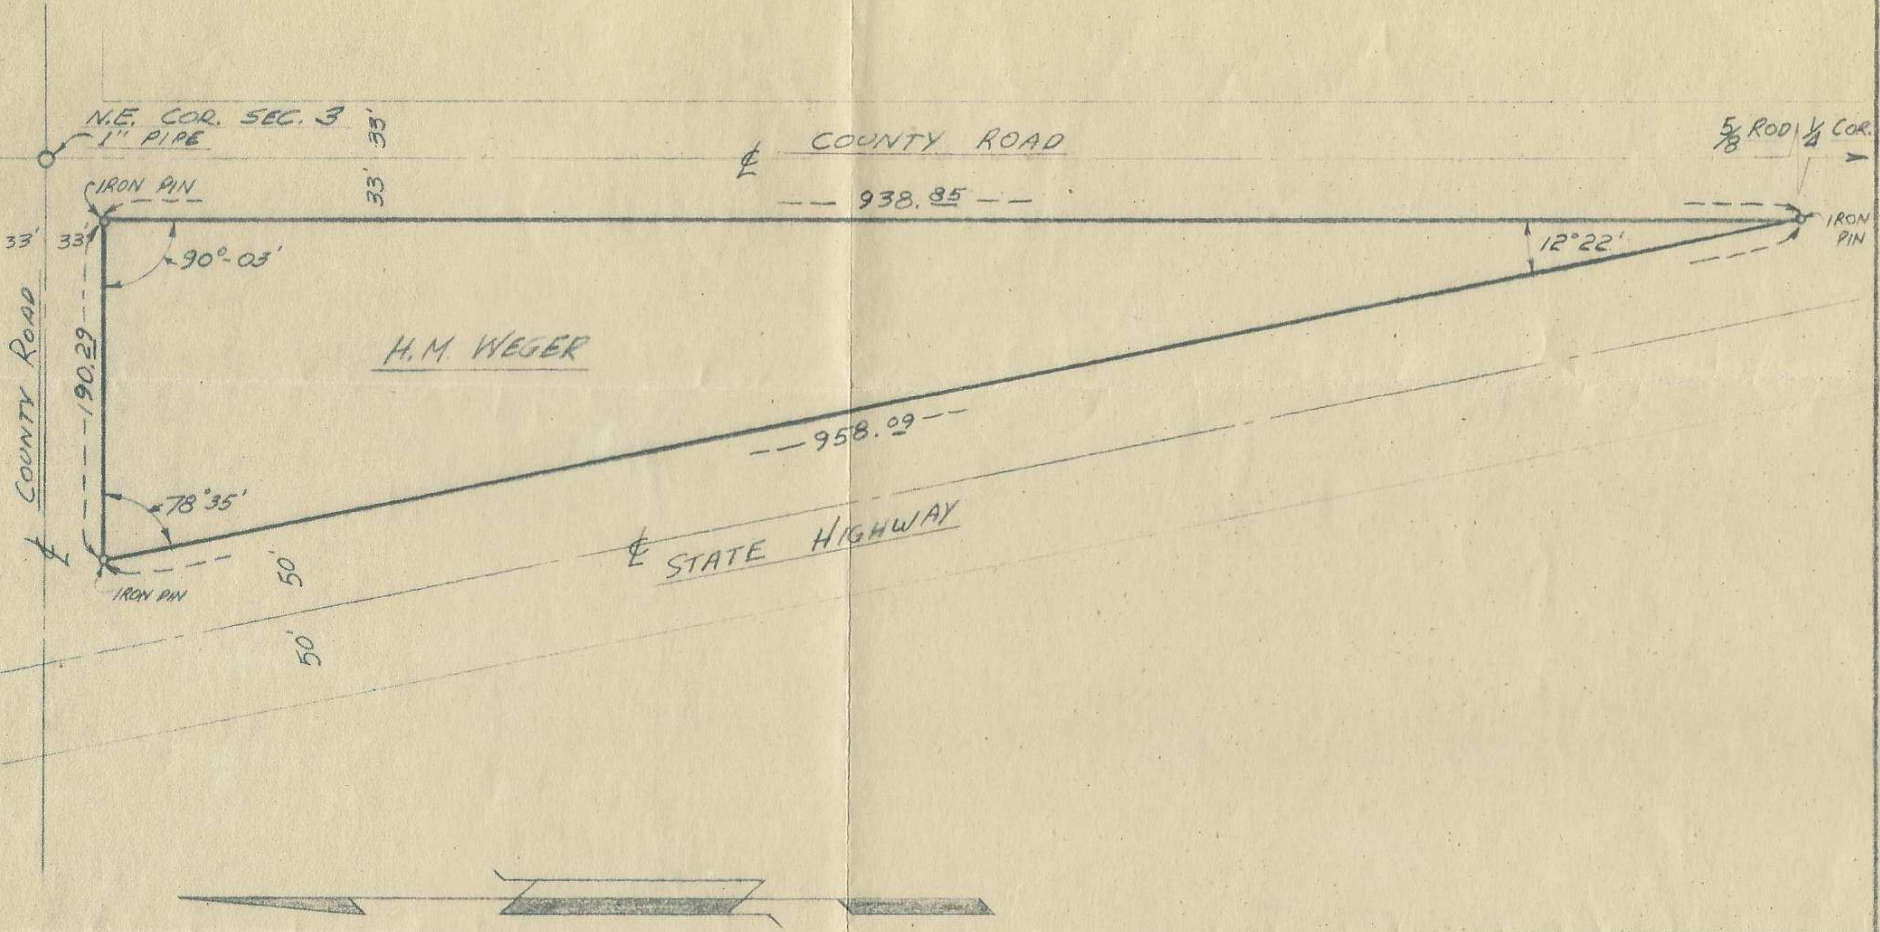 N.E. COR. SEC. 3
1" PIPE
33'
33'
℄ COUNTY ROAD
5/8 ROD 1/4 COR.
IRON PIN
938.85
IRON
PIN
33' 33'
90°-03'
12°22'
COUNTY ROAD
℄
190.29
H.M. WEGER
958.09
78°35'
℄ STATE HIGHWAY
50'
50'
IRON PIN